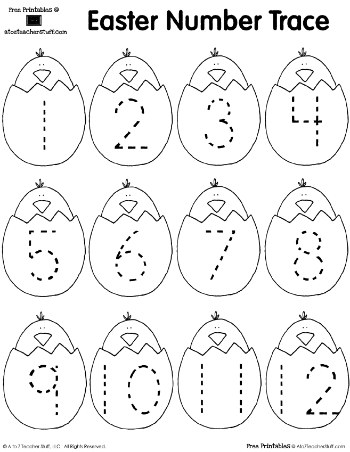 Free Printables @
atozteacherstuff.com
Easter Number Trace
1 2 3 4
5 6 7 8
9 10 11 12
© A to Z Teacher Stuff, LLC. All Rights Reserved.
Free Printables @ AtoZTeacherStuff.com